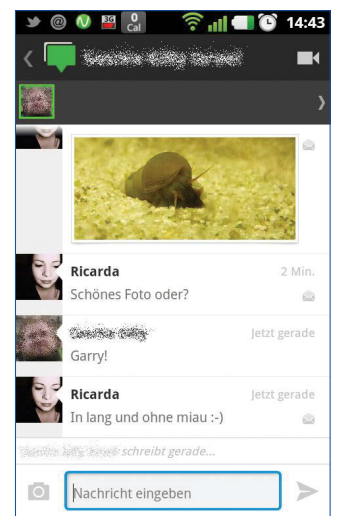 3G 0 14:43
Cal
Ricarda 2 Min.
Schönes Foto oder?
Jetzt gerade
Garry!
Ricarda Jetzt gerade
In lang und ohne miau :-)
schreibt gerade...
Nachricht eingeben